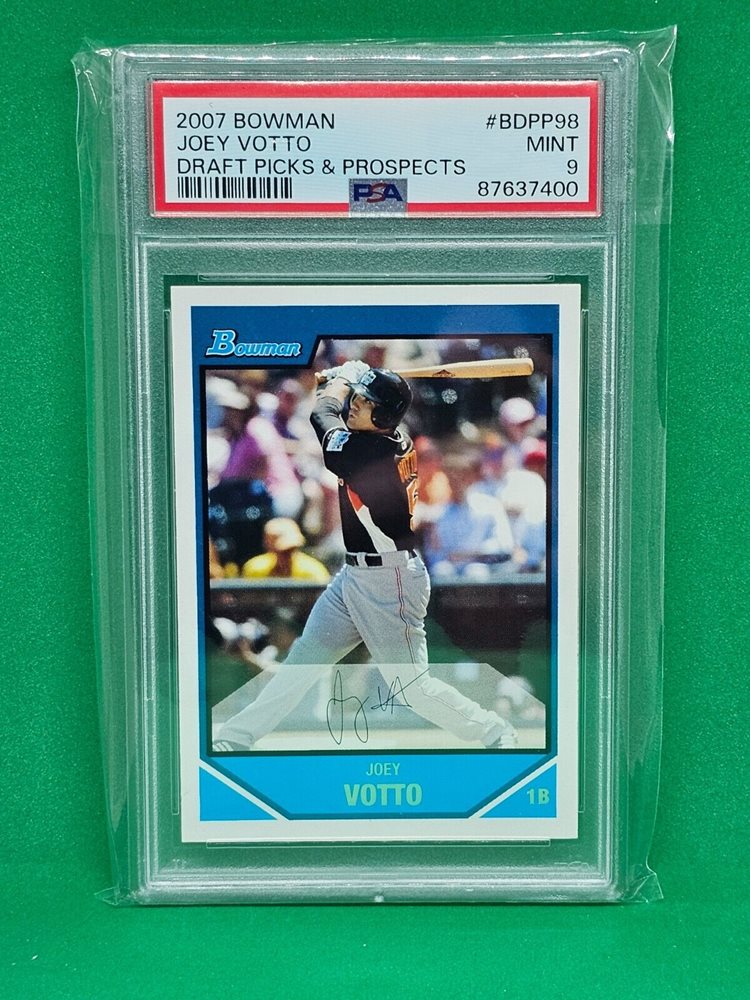 2007 BOWMAN #BDPP98
JOEY VOTTO MINT
DRAFT PICKS & PROSPECTS 9
PSA 87637400
Bowman
JOEY
VOTTO
1B